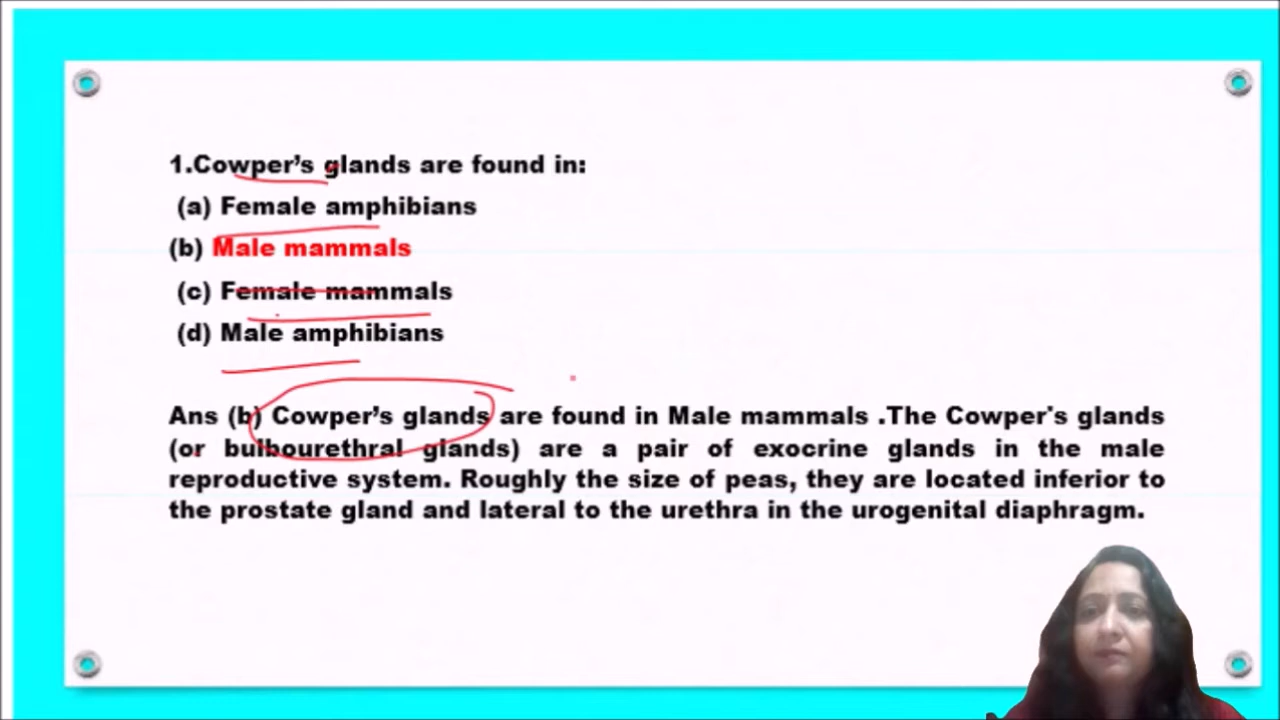 1.Cowper’s glands are found in:
(a) Female amphibians
(b) Male mammals
(c) Female mammals
(d) Male amphibians
Ans (b) Cowper’s glands are found in Male mammals .The Cowper's glands
(or bulbourethral glands) are a pair of exocrine glands in the male
reproductive system. Roughly the size of peas, they are located inferior to
the prostate gland and lateral to the urethra in the urogenital diaphragm.